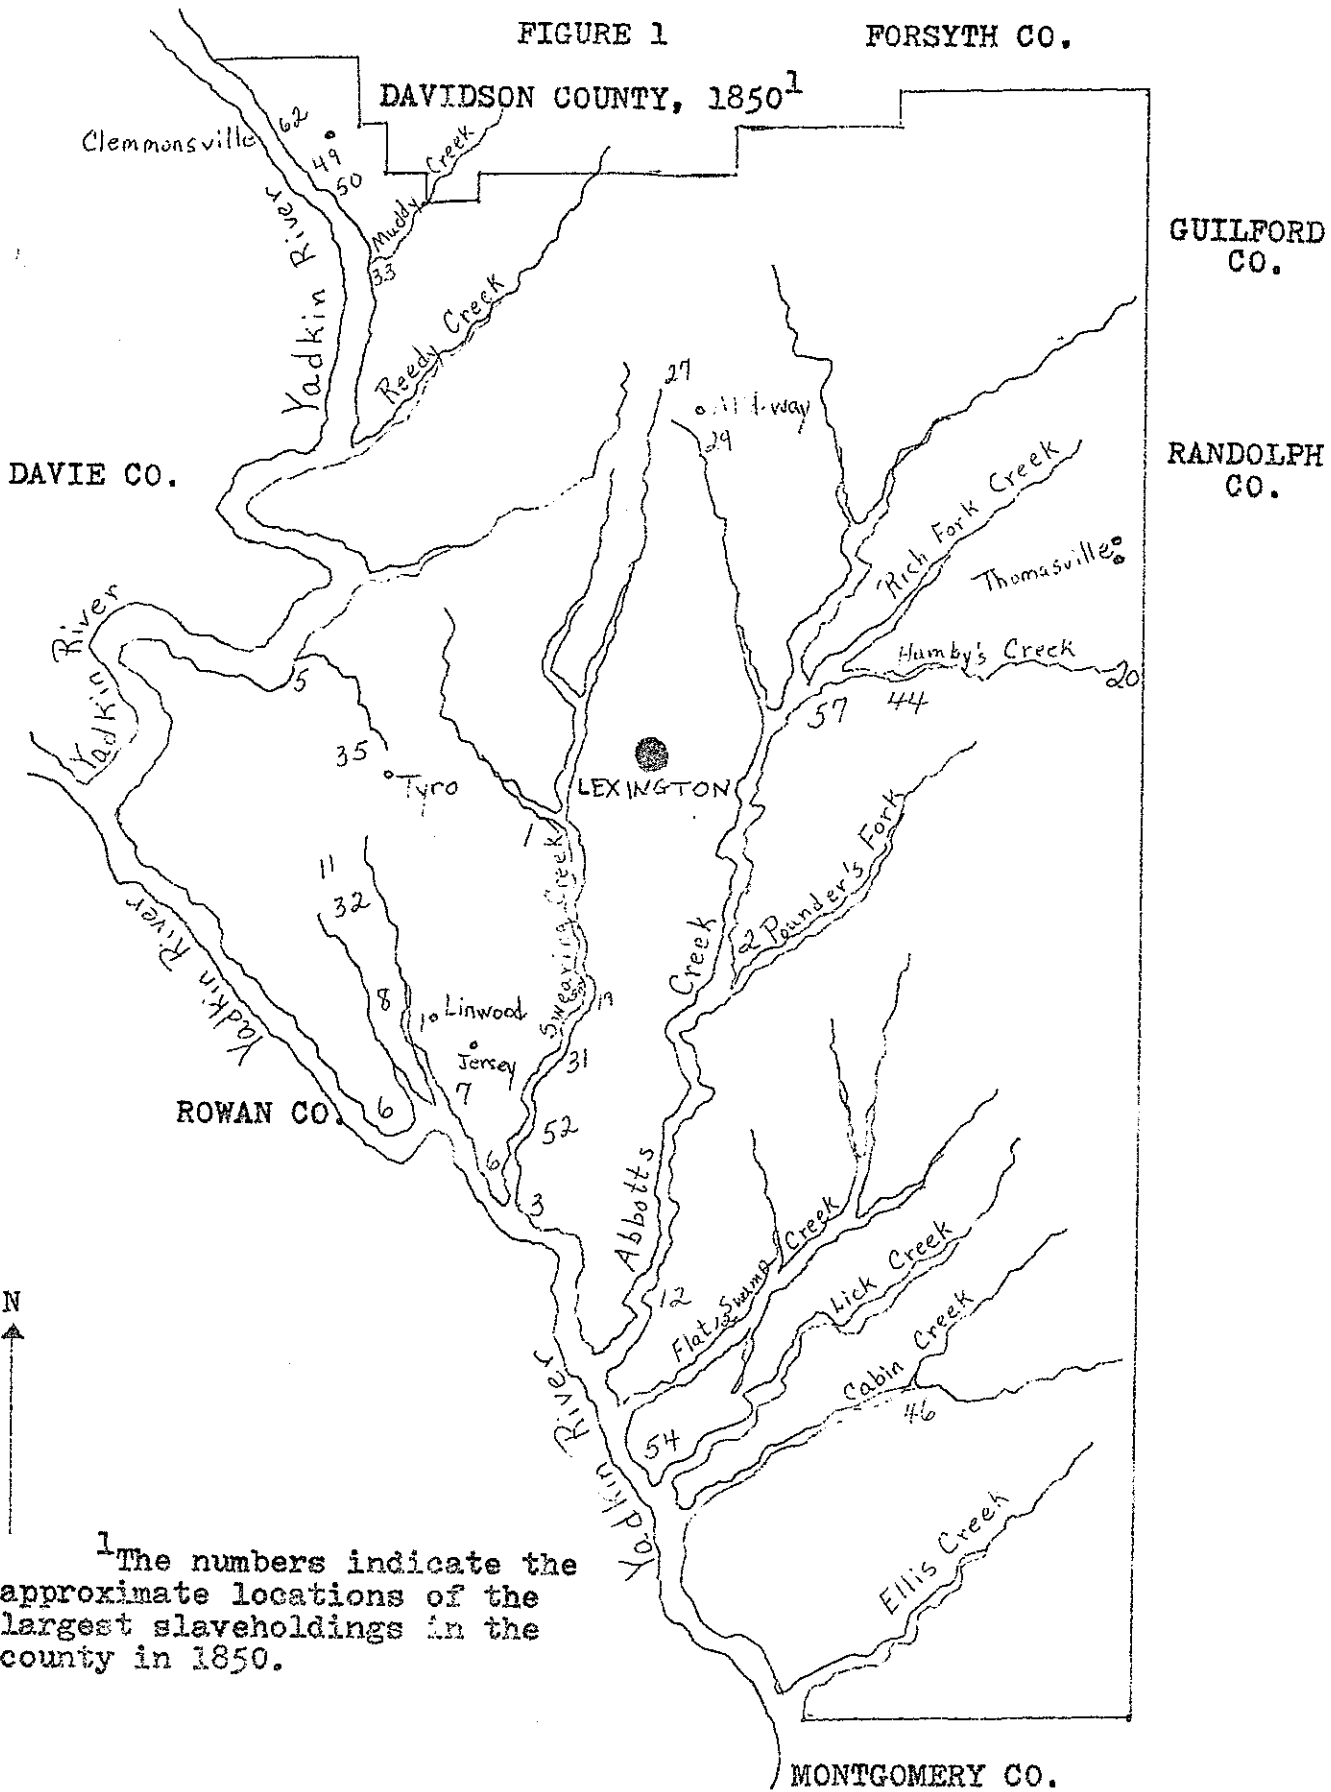 FIGURE 1
FORSYTH CO.
DAVIDSON COUNTY, 1850¹
Clemmonsville
62
49
50
Muddy Creek
33
Yadkin River
Reedy Creek
GUILFORD
CO.
27
29
DAVIE CO.
RANDOLPH
CO.
Rich Fork Creek
Thomasville
Yadkin River
5
Hamby's Creek
20
57
44
35
Tyro
LEXINGTON
1
Swearing Creek
Pounder's Fork
2
11
32
Yadkin River
8
1
Linwood
Jersey
7
31
Abbotts Creek
ROWAN CO.
6
52
6
3
12
Flat Swamp Creek
Lick Creek
Cabin Creek
46
54
N
Yadkin River
Ellis Creek
¹The numbers indicate the
approximate locations of the
largest slaveholdings in the
county in 1850.
MONTGOMERY CO.